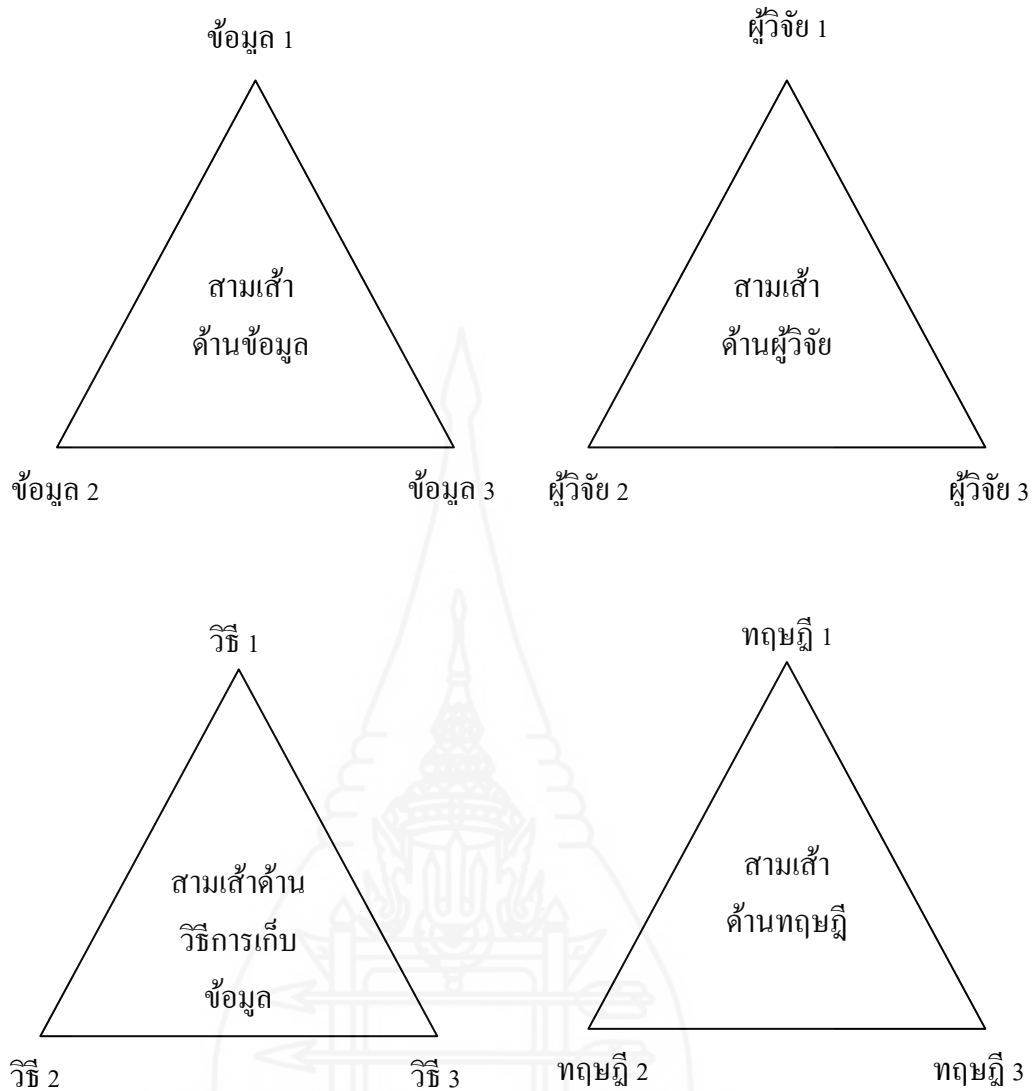 ข้อมูล 1
สามเส้า
ด้านข้อมูล
ข้อมูล 2
ข้อมูล 3
ผู้วิจัย 1
สามเส้า
ด้านผู้วิจัย
ผู้วิจัย 2
ผู้วิจัย 3
วิธี 1
สามเส้าด้าน
วิธีการเก็บ
ข้อมูล
วิธี 2
วิธี 3
ทฤษฎี 1
สามเส้า
ด้านทฤษฎี
ทฤษฎี 2
ทฤษฎี 3